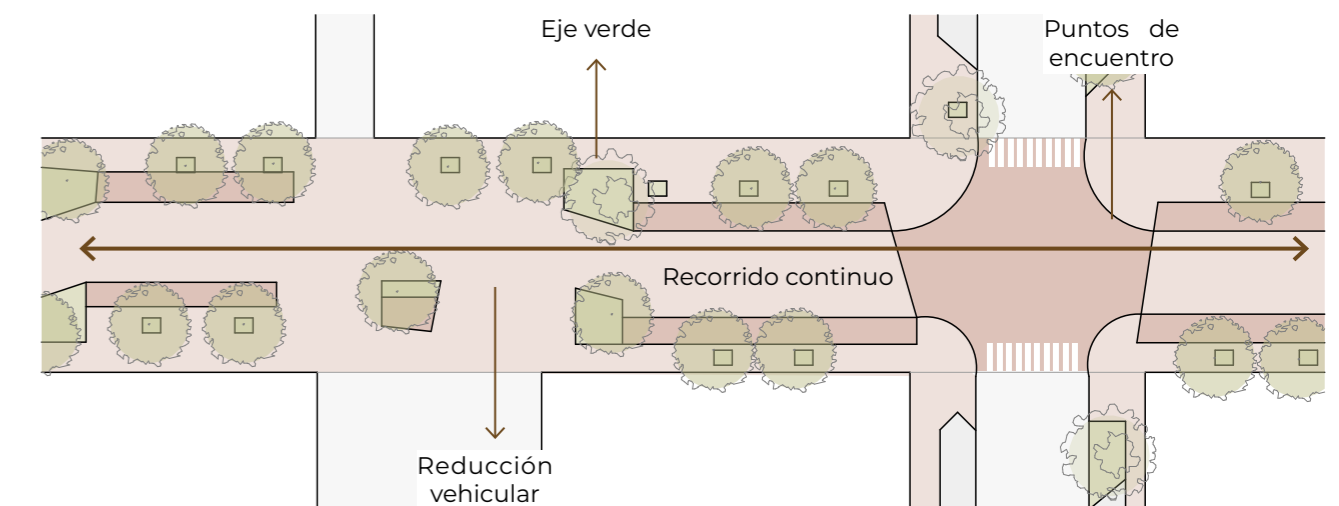 Eje verde
Puntos de
encuentro
Recorrido continuo
Reducción
vehicular